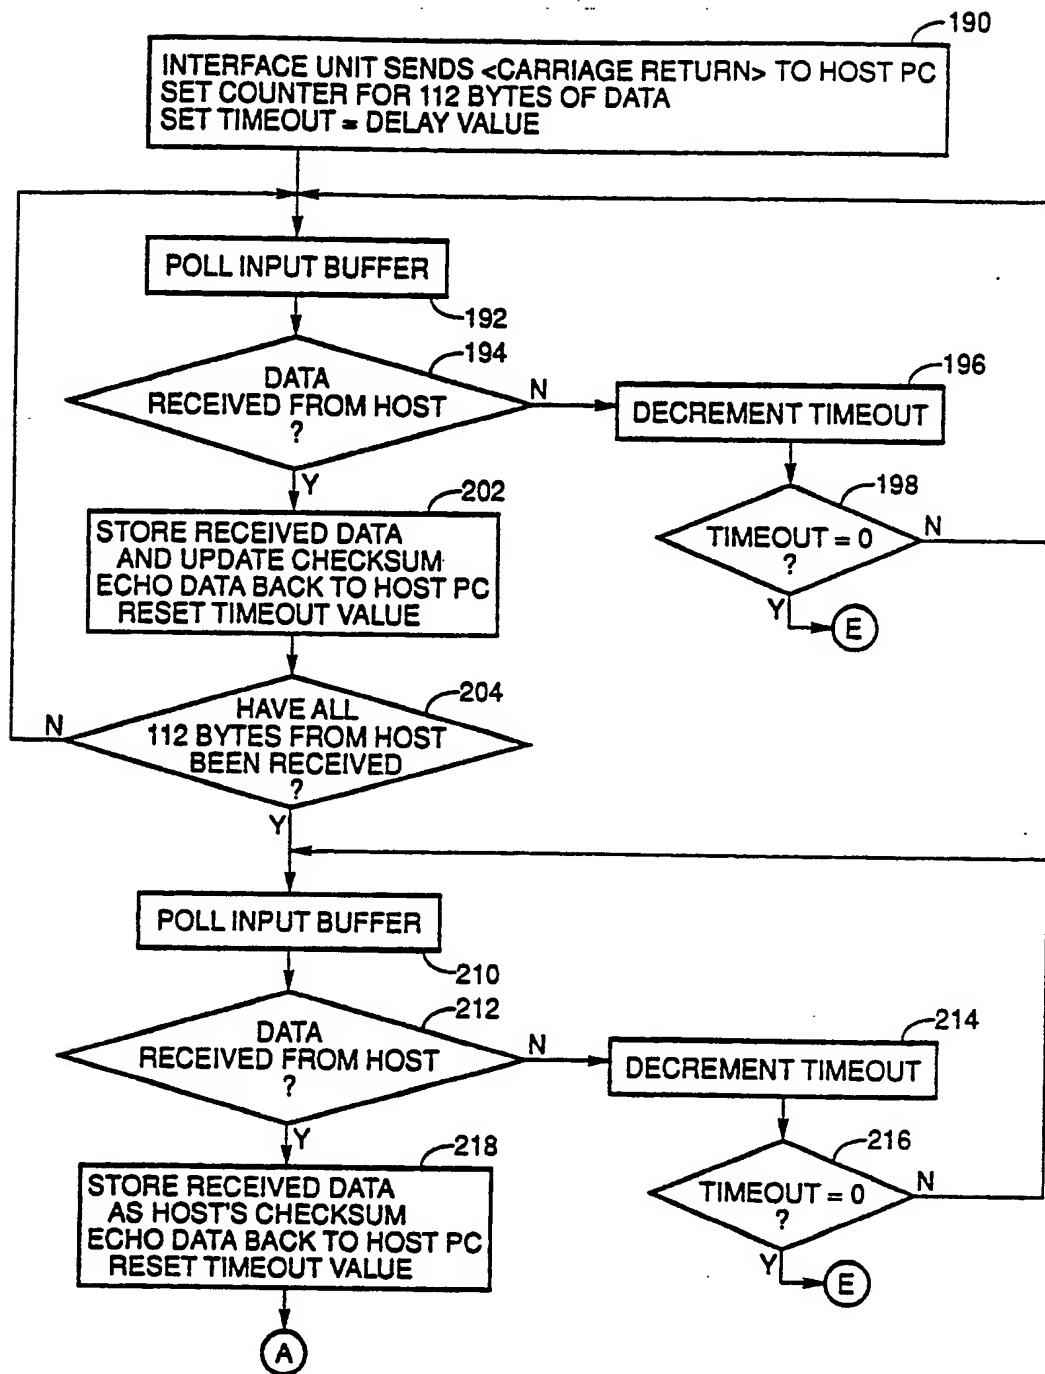 190
INTERFACE UNIT SENDS <CARRIAGE RETURN> TO HOST PC
SET COUNTER FOR 112 BYTES OF DATA
SET TIMEOUT = DELAY VALUE
POLL INPUT BUFFER
192
194
DATA
RECEIVED FROM HOST
?
N
Y
196
DECREMENT TIMEOUT
198
TIMEOUT = 0
?
N
Y
E
202
STORE RECEIVED DATA
AND UPDATE CHECKSUM
ECHO DATA BACK TO HOST PC
RESET TIMEOUT VALUE
204
HAVE ALL
112 BYTES FROM HOST
BEEN RECEIVED
?
N
Y
POLL INPUT BUFFER
210
212
DATA
RECEIVED FROM HOST
?
N
Y
214
DECREMENT TIMEOUT
216
TIMEOUT = 0
?
N
Y
E
218
STORE RECEIVED DATA
AS HOST'S CHECKSUM
ECHO DATA BACK TO HOST PC
RESET TIMEOUT VALUE
A